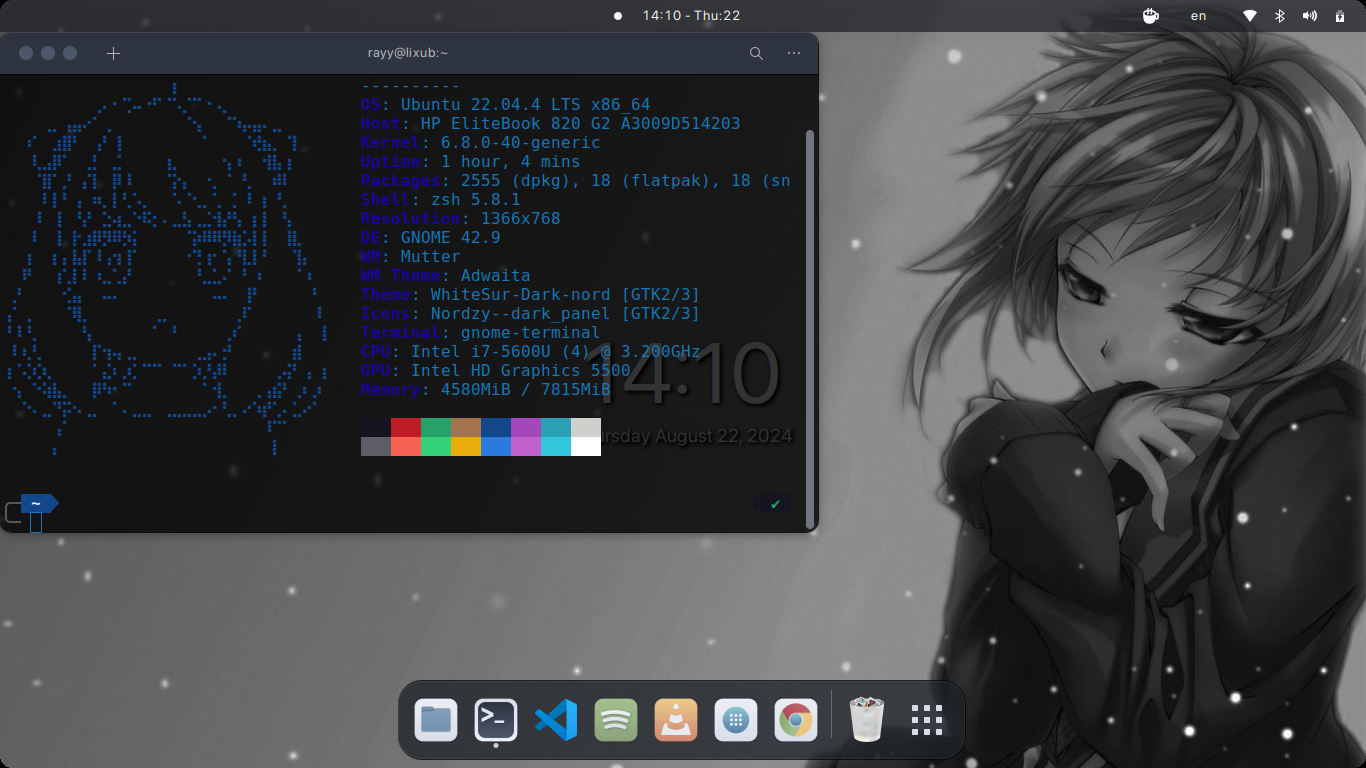 14:10 - Thu:22
en
rayy@lixub:~
----------
OS: Ubuntu 22.04.4 LTS x86_64
Host: HP EliteBook 820 G2 A3009D514203
Kernel: 6.8.0-40-generic
Uptime: 1 hour, 4 mins
Packages: 2555 (dpkg), 18 (flatpak), 18 (sn
Shell: zsh 5.8.1
Resolution: 1366x768
DE: GNOME 42.9
WM: Mutter
WM Theme: Adwaita
Theme: WhiteSur-Dark-nord [GTK2/3]
Icons: Nordzy--dark_panel [GTK2/3]
Terminal: gnome-terminal
CPU: Intel i7-5600U (4) @ 3.200GHz
GPU: Intel HD Graphics 5500
Memory: 4580MiB / 7815MiB
14:10
ursday August 22, 2024
~ ✔